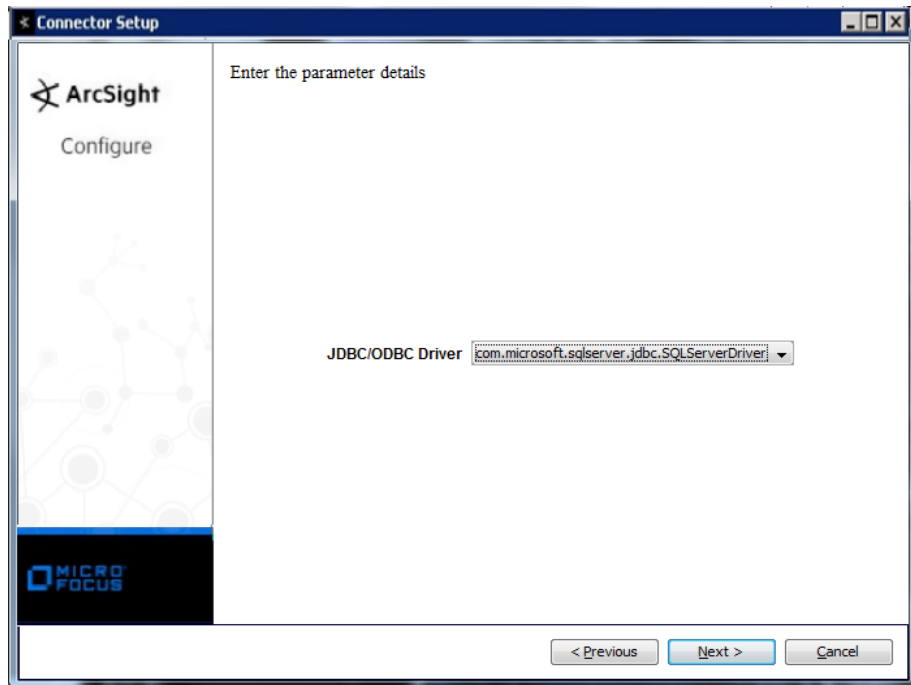 Connector Setup
ArcSight
Configure
Enter the parameter details
JDBC/ODBC Driver com.microsoft.sqlserver.jdbc.SQLServerDriver
MICRO
FOCUS
< Previous Next > Cancel